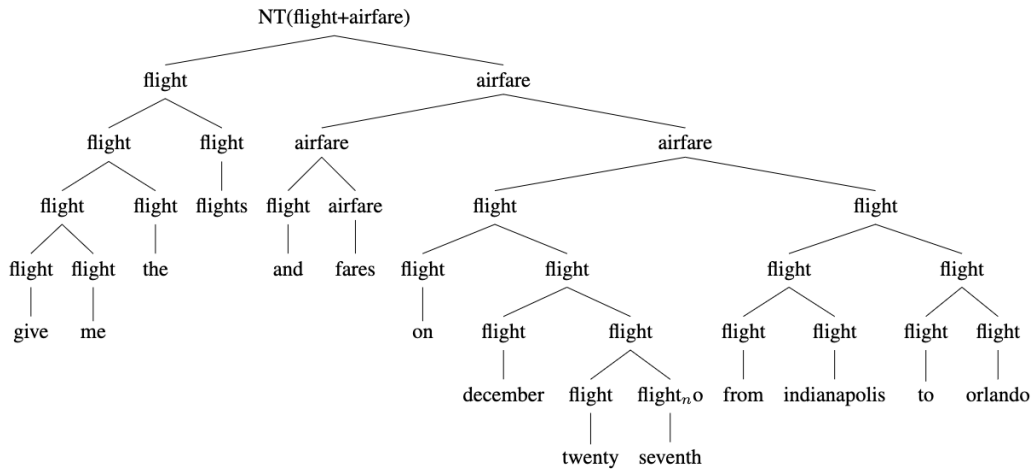 NT(flight+airfare)
flight airfare
flight flight airfare airfare
flight flight flights flight airfare flight flight
flight flight the and fares flight flight flight flight
give me on flight flight flight flight flight flight
december flight flightₙo from indianapolis to orlando
twenty seventh